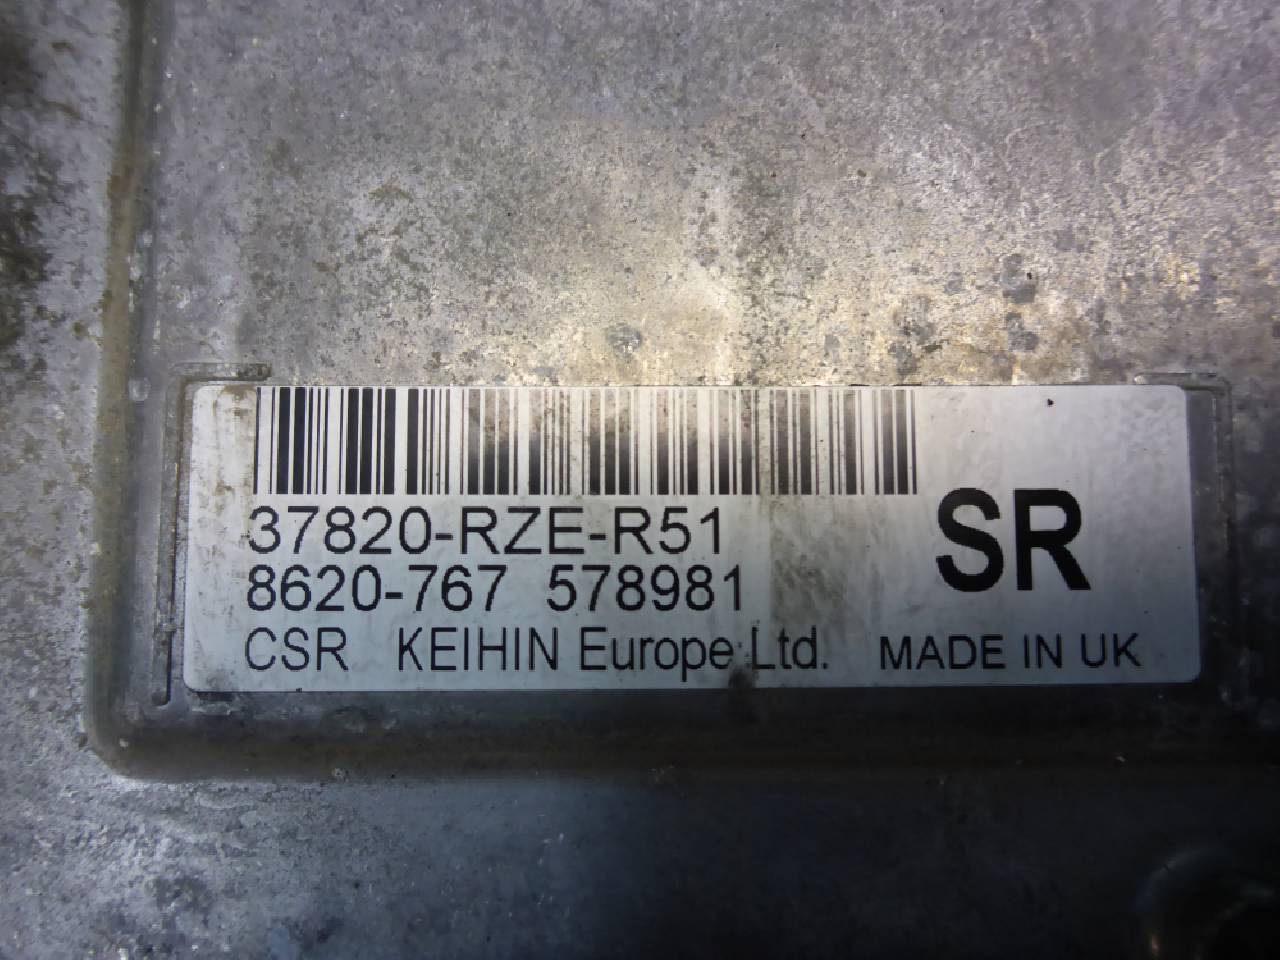 37820-RZE-R51
8620-767 578981
SR
CSR KEIHIN Europe Ltd. MADE IN UK